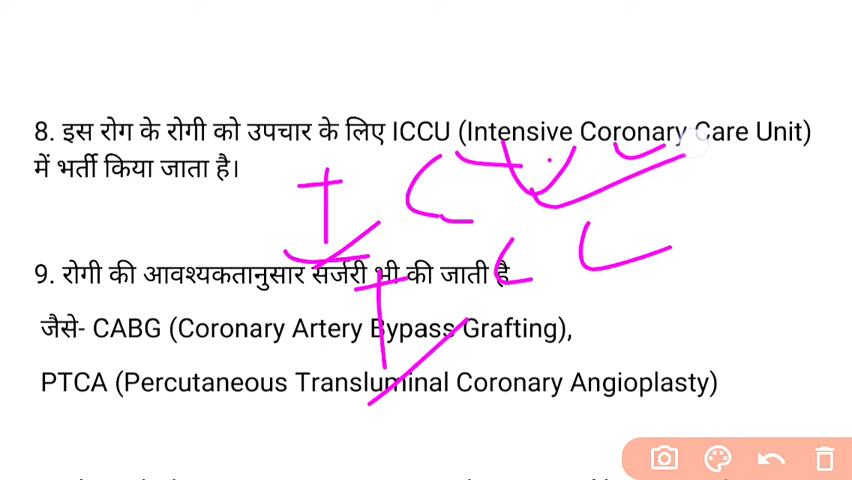 8. इस रोग के रोगी को उपचार के लिए ICCU (Intensive Coronary Care Unit)
में भर्ती किया जाता है।
9. रोगी की आवश्यकतानुसार सर्जरी भी की जाती है
जैसे- CABG (Coronary Artery Bypass Grafting),
PTCA (Percutaneous Transluminal Coronary Angioplasty)